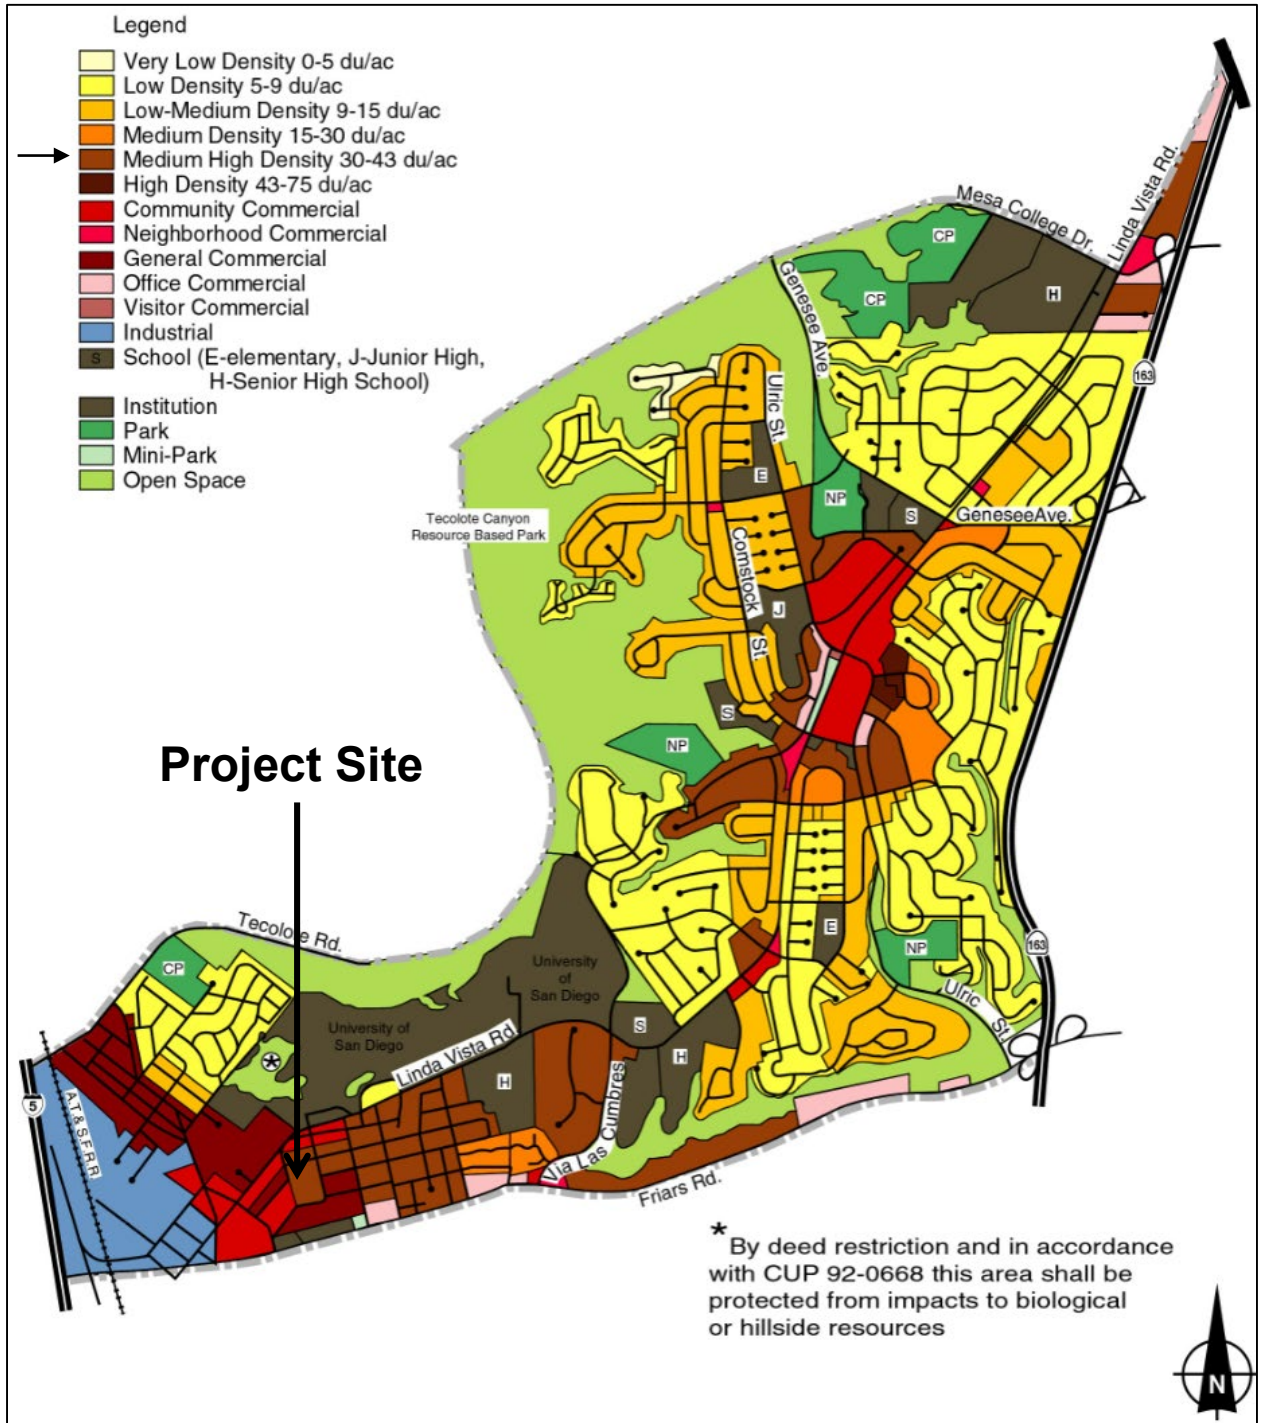 Legend
Very Low Density 0-5 du/ac
Low Density 5-9 du/ac
Low-Medium Density 9-15 du/ac
Medium Density 15-30 du/ac
Medium High Density 30-43 du/ac
High Density 43-75 du/ac
Community Commercial
Neighborhood Commercial
General Commercial
Office Commercial
Visitor Commercial
Industrial
S
School (E-elementary, J-Junior High,
H-Senior High School)
Institution
Park
Mini-Park
Open Space
Mesa College Dr.
Linda Vista Rd.
CP
CP
H
Genesee Ave.
163
Ulric St.
E
NP
S
GeneseeAve.
Tecolote Canyon
Resource Based Park
Comstock
St.
J
S
NP
Project Site
E
NP
163
Ulric
St.
Tecolote Rd.
CP
University
of
San Diego
University of
San Diego
Linda Vista Rd.
S
H
H
Via Las Cumbres
5
A.T.& S.F.R.R.
Friars Rd.
*
By deed restriction and in accordance
with CUP 92-0668 this area shall be
protected from impacts to biological
or hillside resources
N